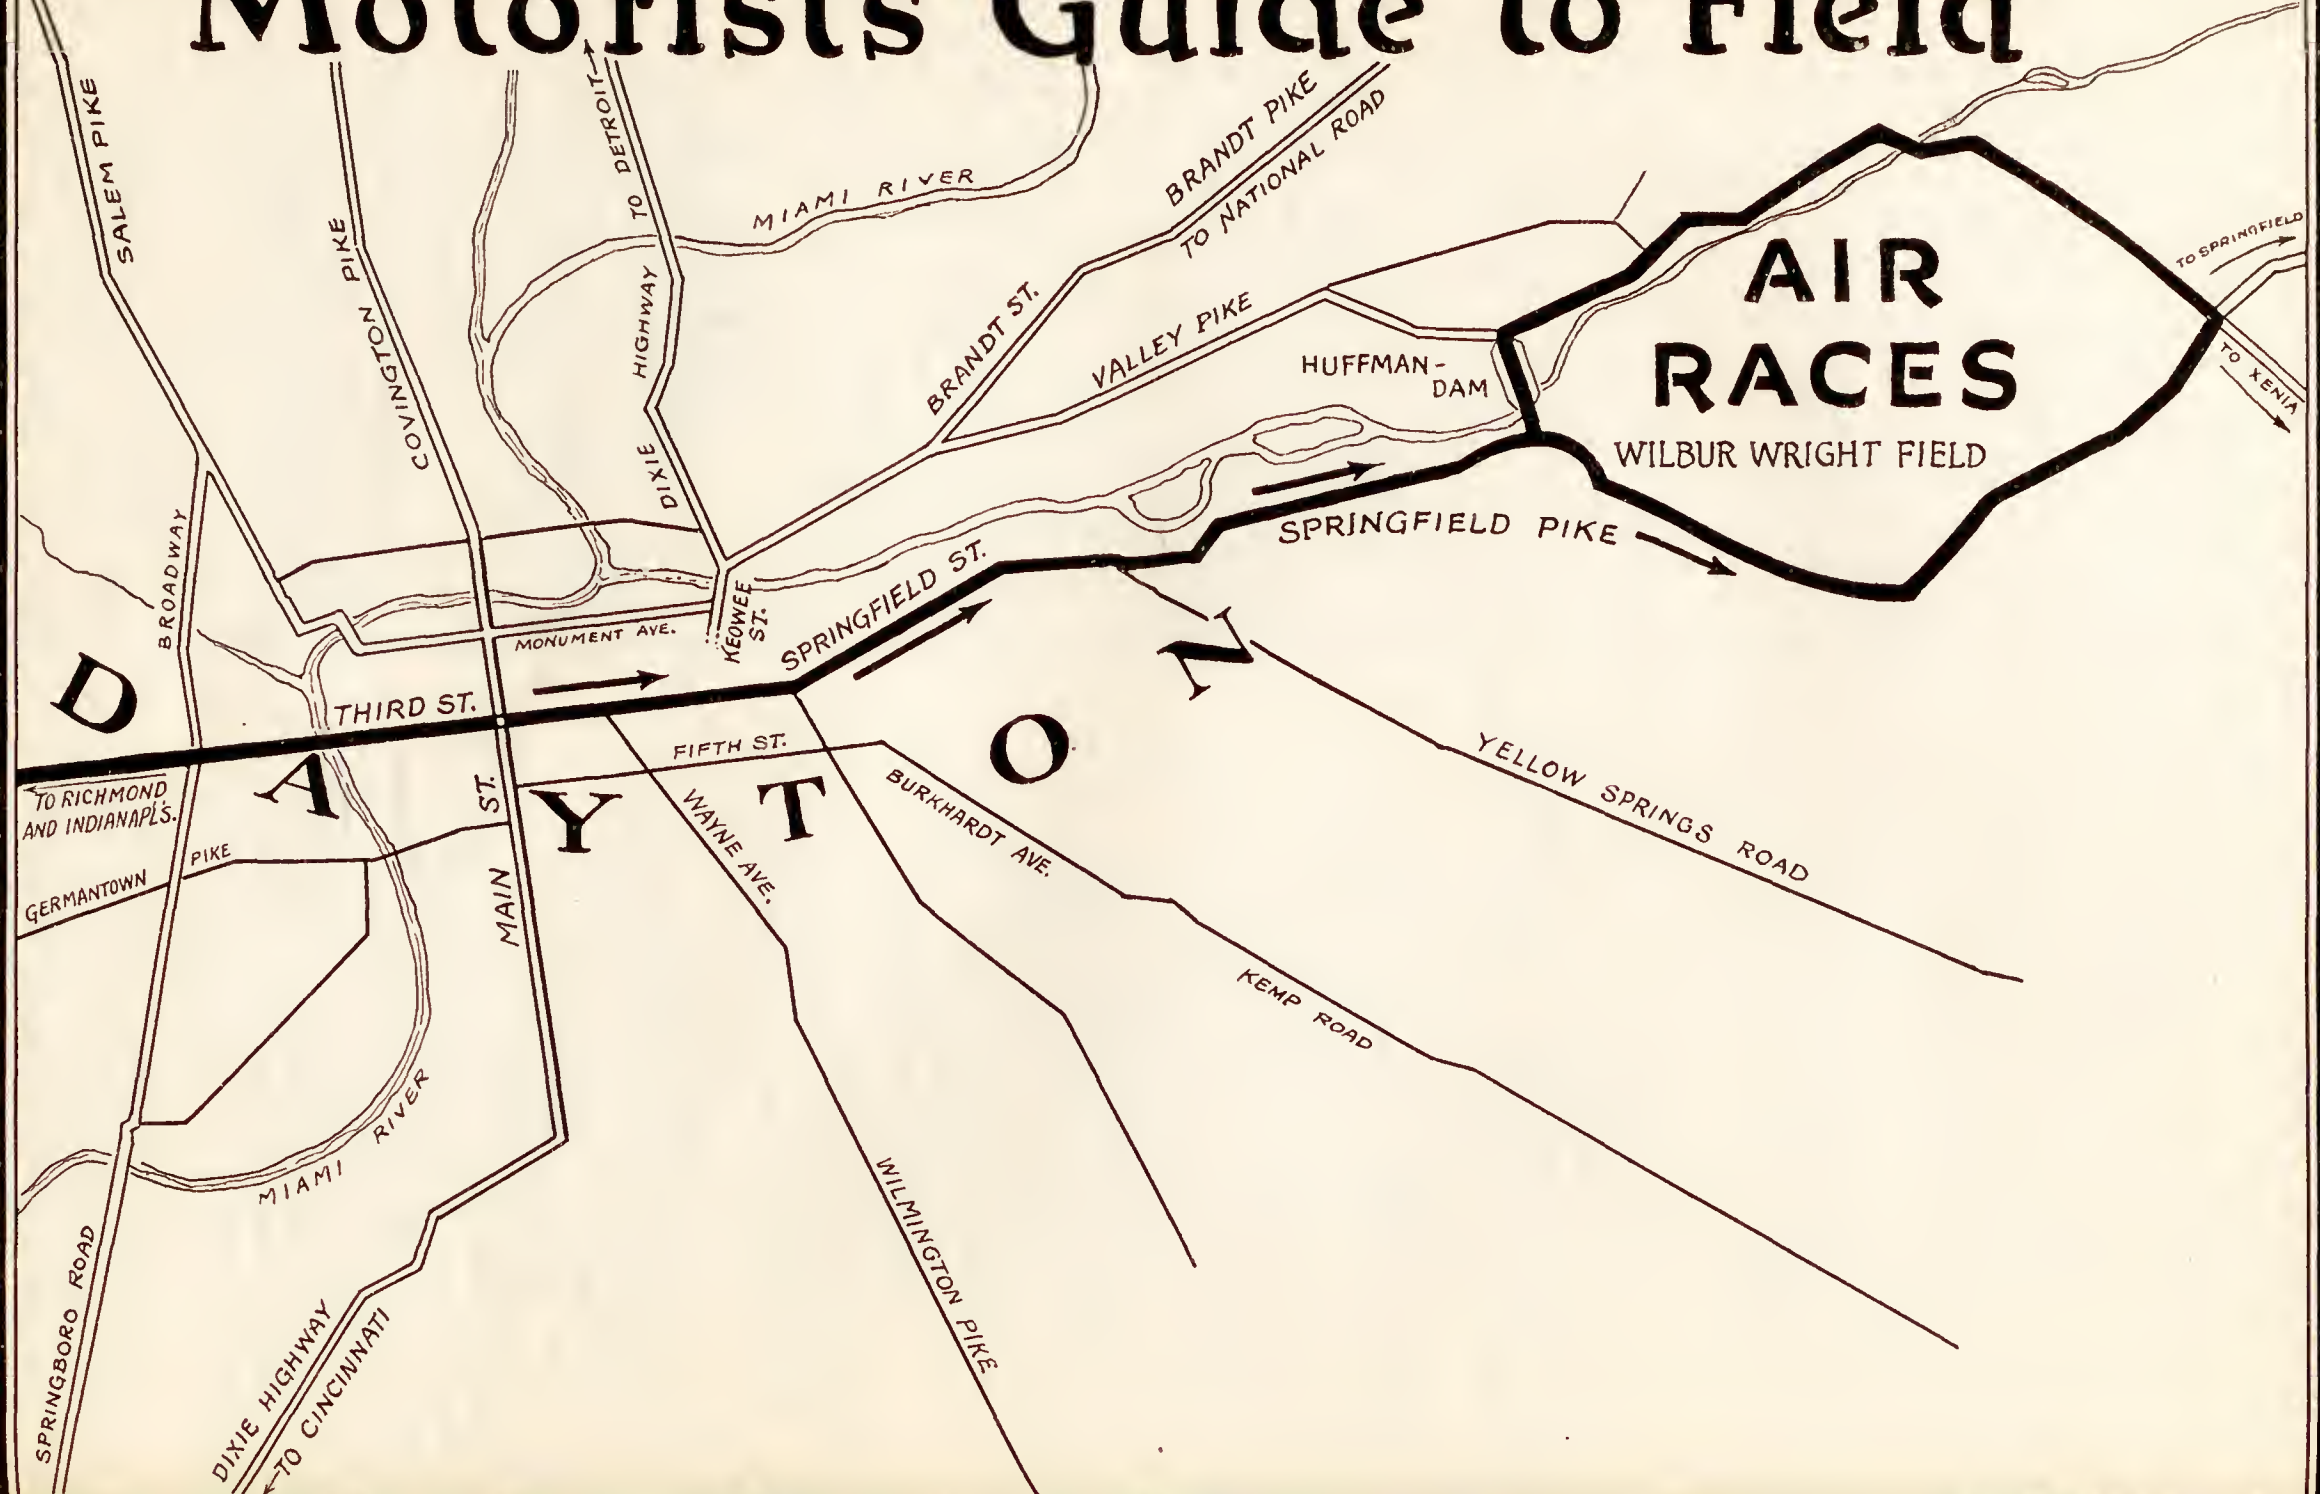 Motorists Guide to Field
SALEM PIKE
COVINGTON PIKE
TO DETROIT
DIXIE HIGHWAY
MIAMI RIVER
BRANDT PIKE
TO NATIONAL ROAD
BRANDT ST.
VALLEY PIKE
HUFFMAN-
DAM
AIR
RACES
WILBUR WRIGHT FIELD
TO SPRINGFIELD
TO XENIA
BROADWAY
MONUMENT AVE.
KEOWEE
ST.
SPRINGFIELD ST.
SPRINGFIELD PIKE
THIRD ST.
DAYTON
TO RICHMOND
AND INDIANAPL'S.
FIFTH ST.
GERMANTOWN PIKE
MAIN ST.
WAYNE AVE.
BURKHARDT AVE.
YELLOW SPRINGS ROAD
KEMP ROAD
MIAMI RIVER
WILMINGTON PIKE
SPRINGBORO ROAD
DIXIE HIGHWAY
TO CINCINNATI